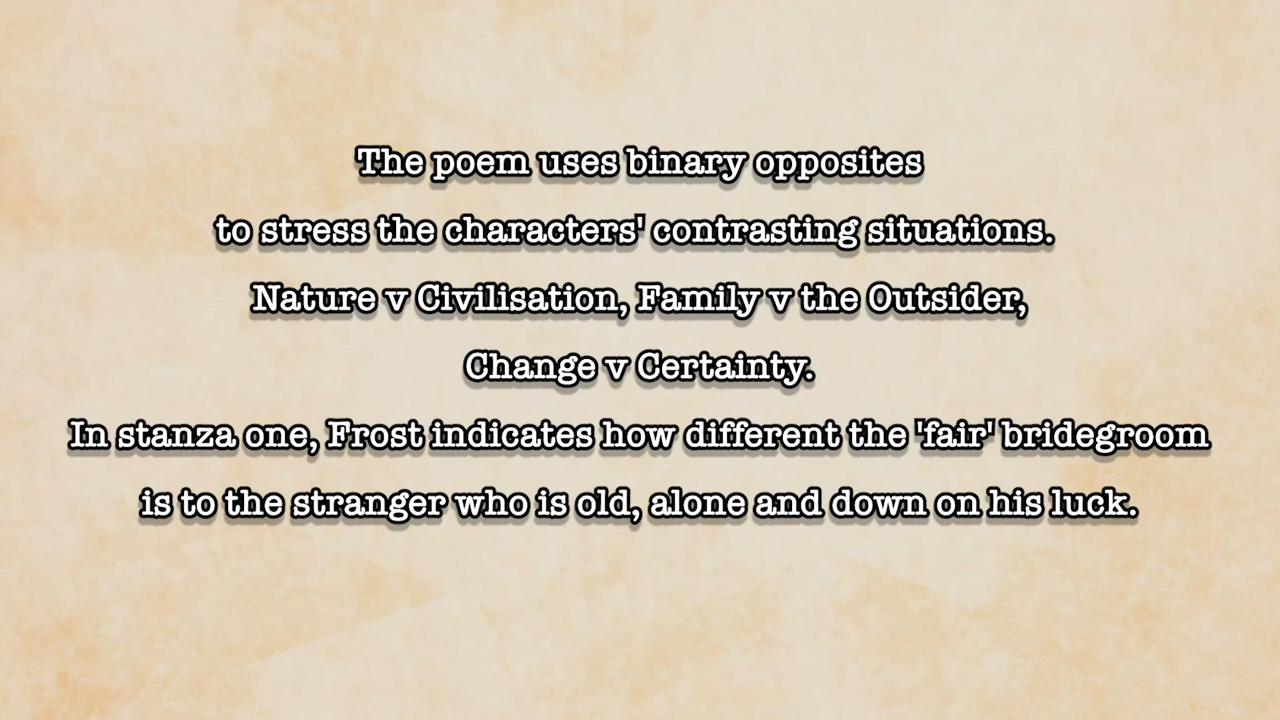 The poem uses binary opposites
to stress the characters' contrasting situations.
Nature v Civilisation, Family v the Outsider,
Change v Certainty.
In stanza one, Frost indicates how different the 'fair' bridegroom
is to the stranger who is old, alone and down on his luck.